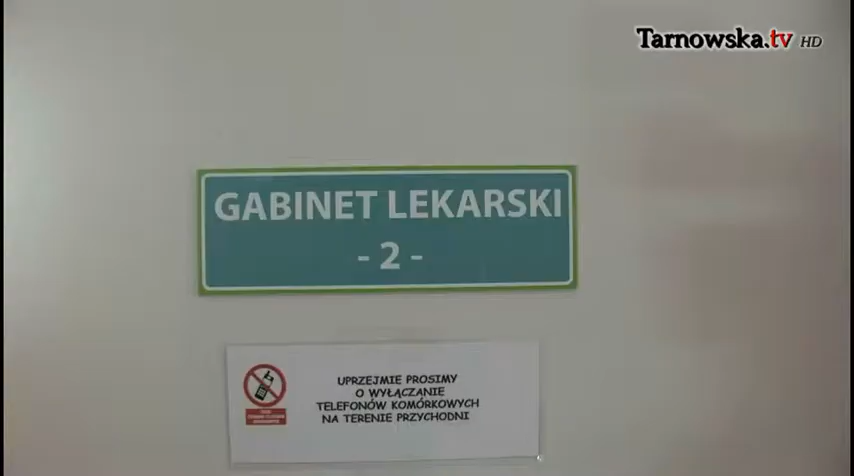 Tarnowska.tv HD
GABINET LEKARSKI
- 2 -
UPRZEJMIE PROSIMY
O WYŁĄCZANIE
TELEFONÓW KOMÓRKOWYCH
NA TERENIE PRZYCHODNI